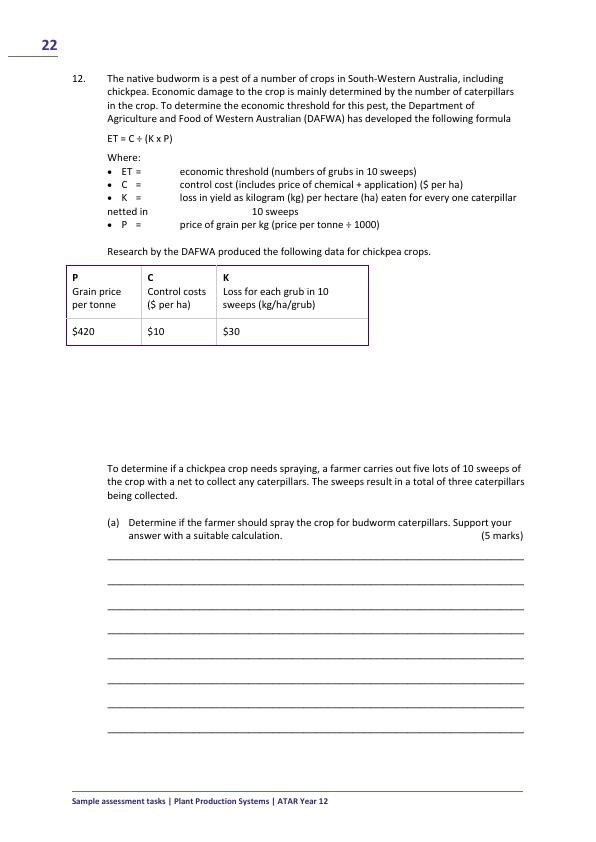 22
12. The native budworm is a pest of a number of crops in South-Western Australia, including
chickpea. Economic damage to the crop is mainly determined by the number of caterpillars
in the crop. To determine the economic threshold for this pest, the Department of
Agriculture and Food of Western Australian (DAFWA) has developed the following formula
ET = C ÷ (K x P)
Where:
• ET = economic threshold (numbers of grubs in 10 sweeps)
• C = control cost (includes price of chemical + application) ($ per ha)
• K = loss in yield as kilogram (kg) per hectare (ha) eaten for every one caterpillar
netted in 10 sweeps
• P = price of grain per kg (price per tonne ÷ 1000)
Research by the DAFWA produced the following data for chickpea crops.
P C K
Grain price Control costs Loss for each grub in 10
per tonne ($ per ha) sweeps (kg/ha/grub)
$420 $10 $30
To determine if a chickpea crop needs spraying, a farmer carries out five lots of 10 sweeps of
the crop with a net to collect any caterpillars. The sweeps result in a total of three caterpillars
being collected.
(a) Determine if the farmer should spray the crop for budworm caterpillars. Support your
answer with a suitable calculation. (5 marks)
Sample assessment tasks | Plant Production Systems | ATAR Year 12